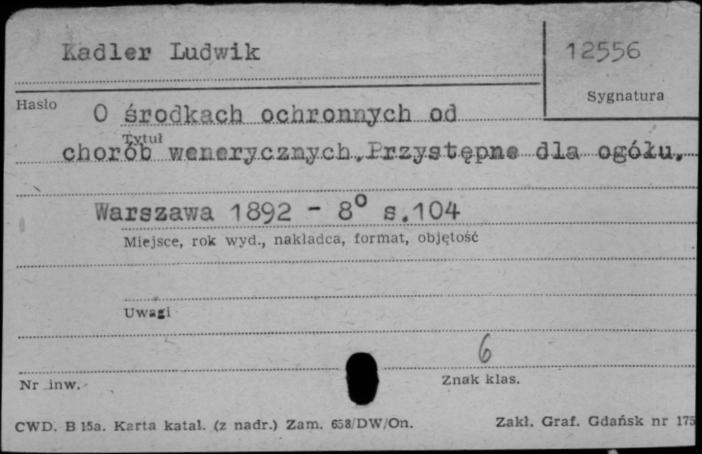 Kadler Ludwik
12556
Hasło
Sygnatura
O środkach ochronnych od
Tytuł
chorób wenerycznych.Przystępne dla ogółu.
Warszawa 1892 - 8° s.104
Miejsce, rok wyd., nakładca, format, objętość
Uwagi
6
Nr inw.
Znak klas.
CWD. B 15a. Karta katal. (z nadr.) Zam. 658/DW/On.
Zakł. Graf. Gdańsk nr 175